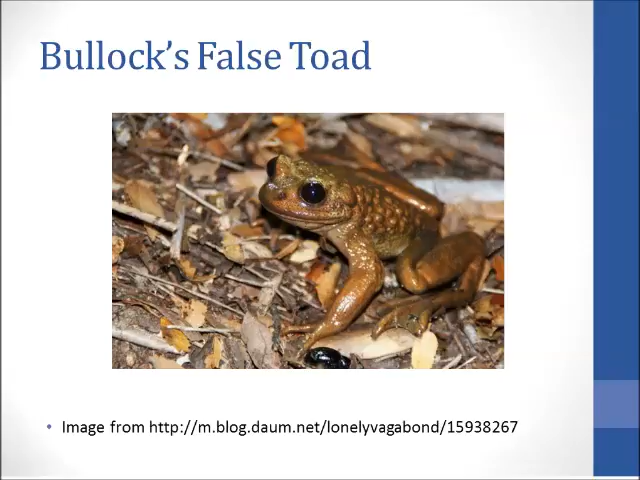 Bullock’s False Toad
• Image from http://m.blog.daum.net/lonelyvagabond/15938267